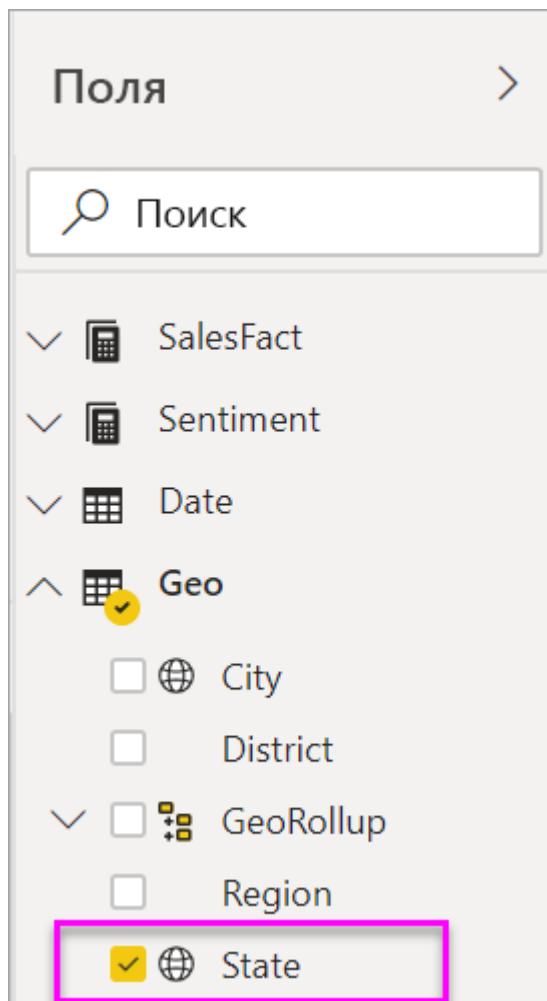 Поля
Поиск
SalesFact
Sentiment
Date
Geo
City
District
GeoRollup
Region
State